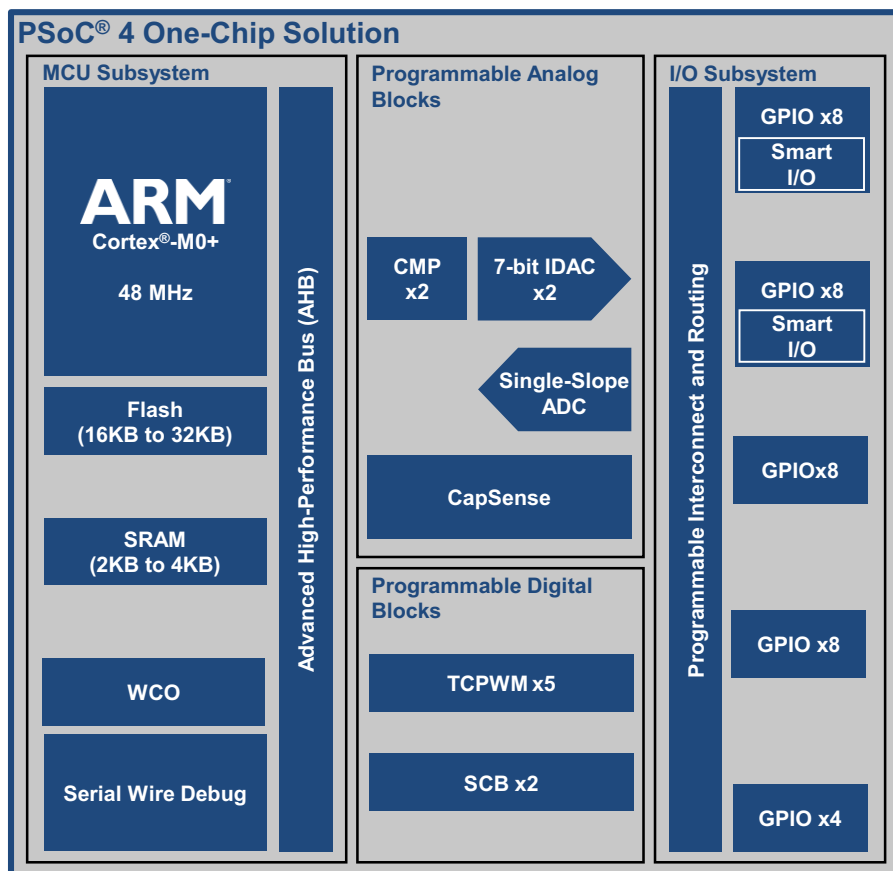 PSoC® 4 One-Chip Solution
MCU Subsystem
ARM®
Cortex®-M0+
48 MHz
Flash
(16KB to 32KB)
SRAM
(2KB to 4KB)
WCO
Serial Wire Debug
Advanced High-Performance Bus (AHB)
Programmable Analog
Blocks
CMP
x2
7-bit IDAC
x2
Single-Slope
ADC
CapSense
Programmable Digital
Blocks
TCPWM x5
SCB x2
I/O Subsystem
Programmable Interconnect and Routing
GPIO x8
Smart
I/O
GPIO x8
Smart
I/O
GPIOx8
GPIO x8
GPIO x4